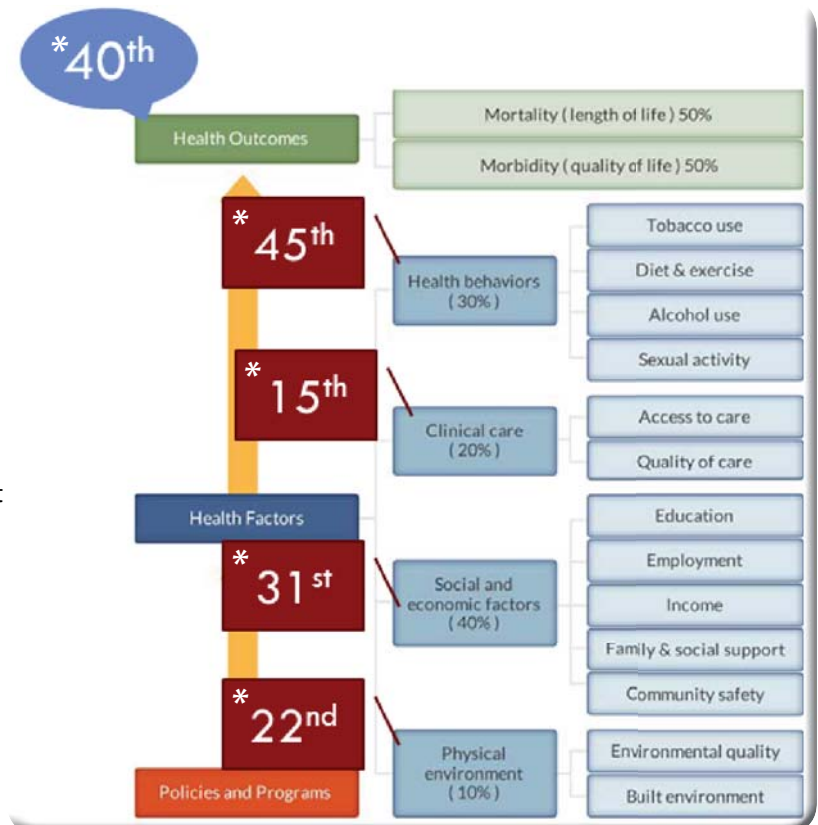 *40th
Health Outcomes
Mortality (length of life) 50%
Morbidity (quality of life) 50%
*45th
Health behaviors
(30%)
Tobacco use
Diet & exercise
Alcohol use
Sexual activity
*15th
Clinical care
(20%)
Access to care
Quality of care
t
Health Factors
*31st
Social and
economic factors
(40%)
Education
Employment
Income
Family & social support
Community safety
*22nd
Physical
environment
(10%)
Environmental quality
Built environment
Policies and Programs